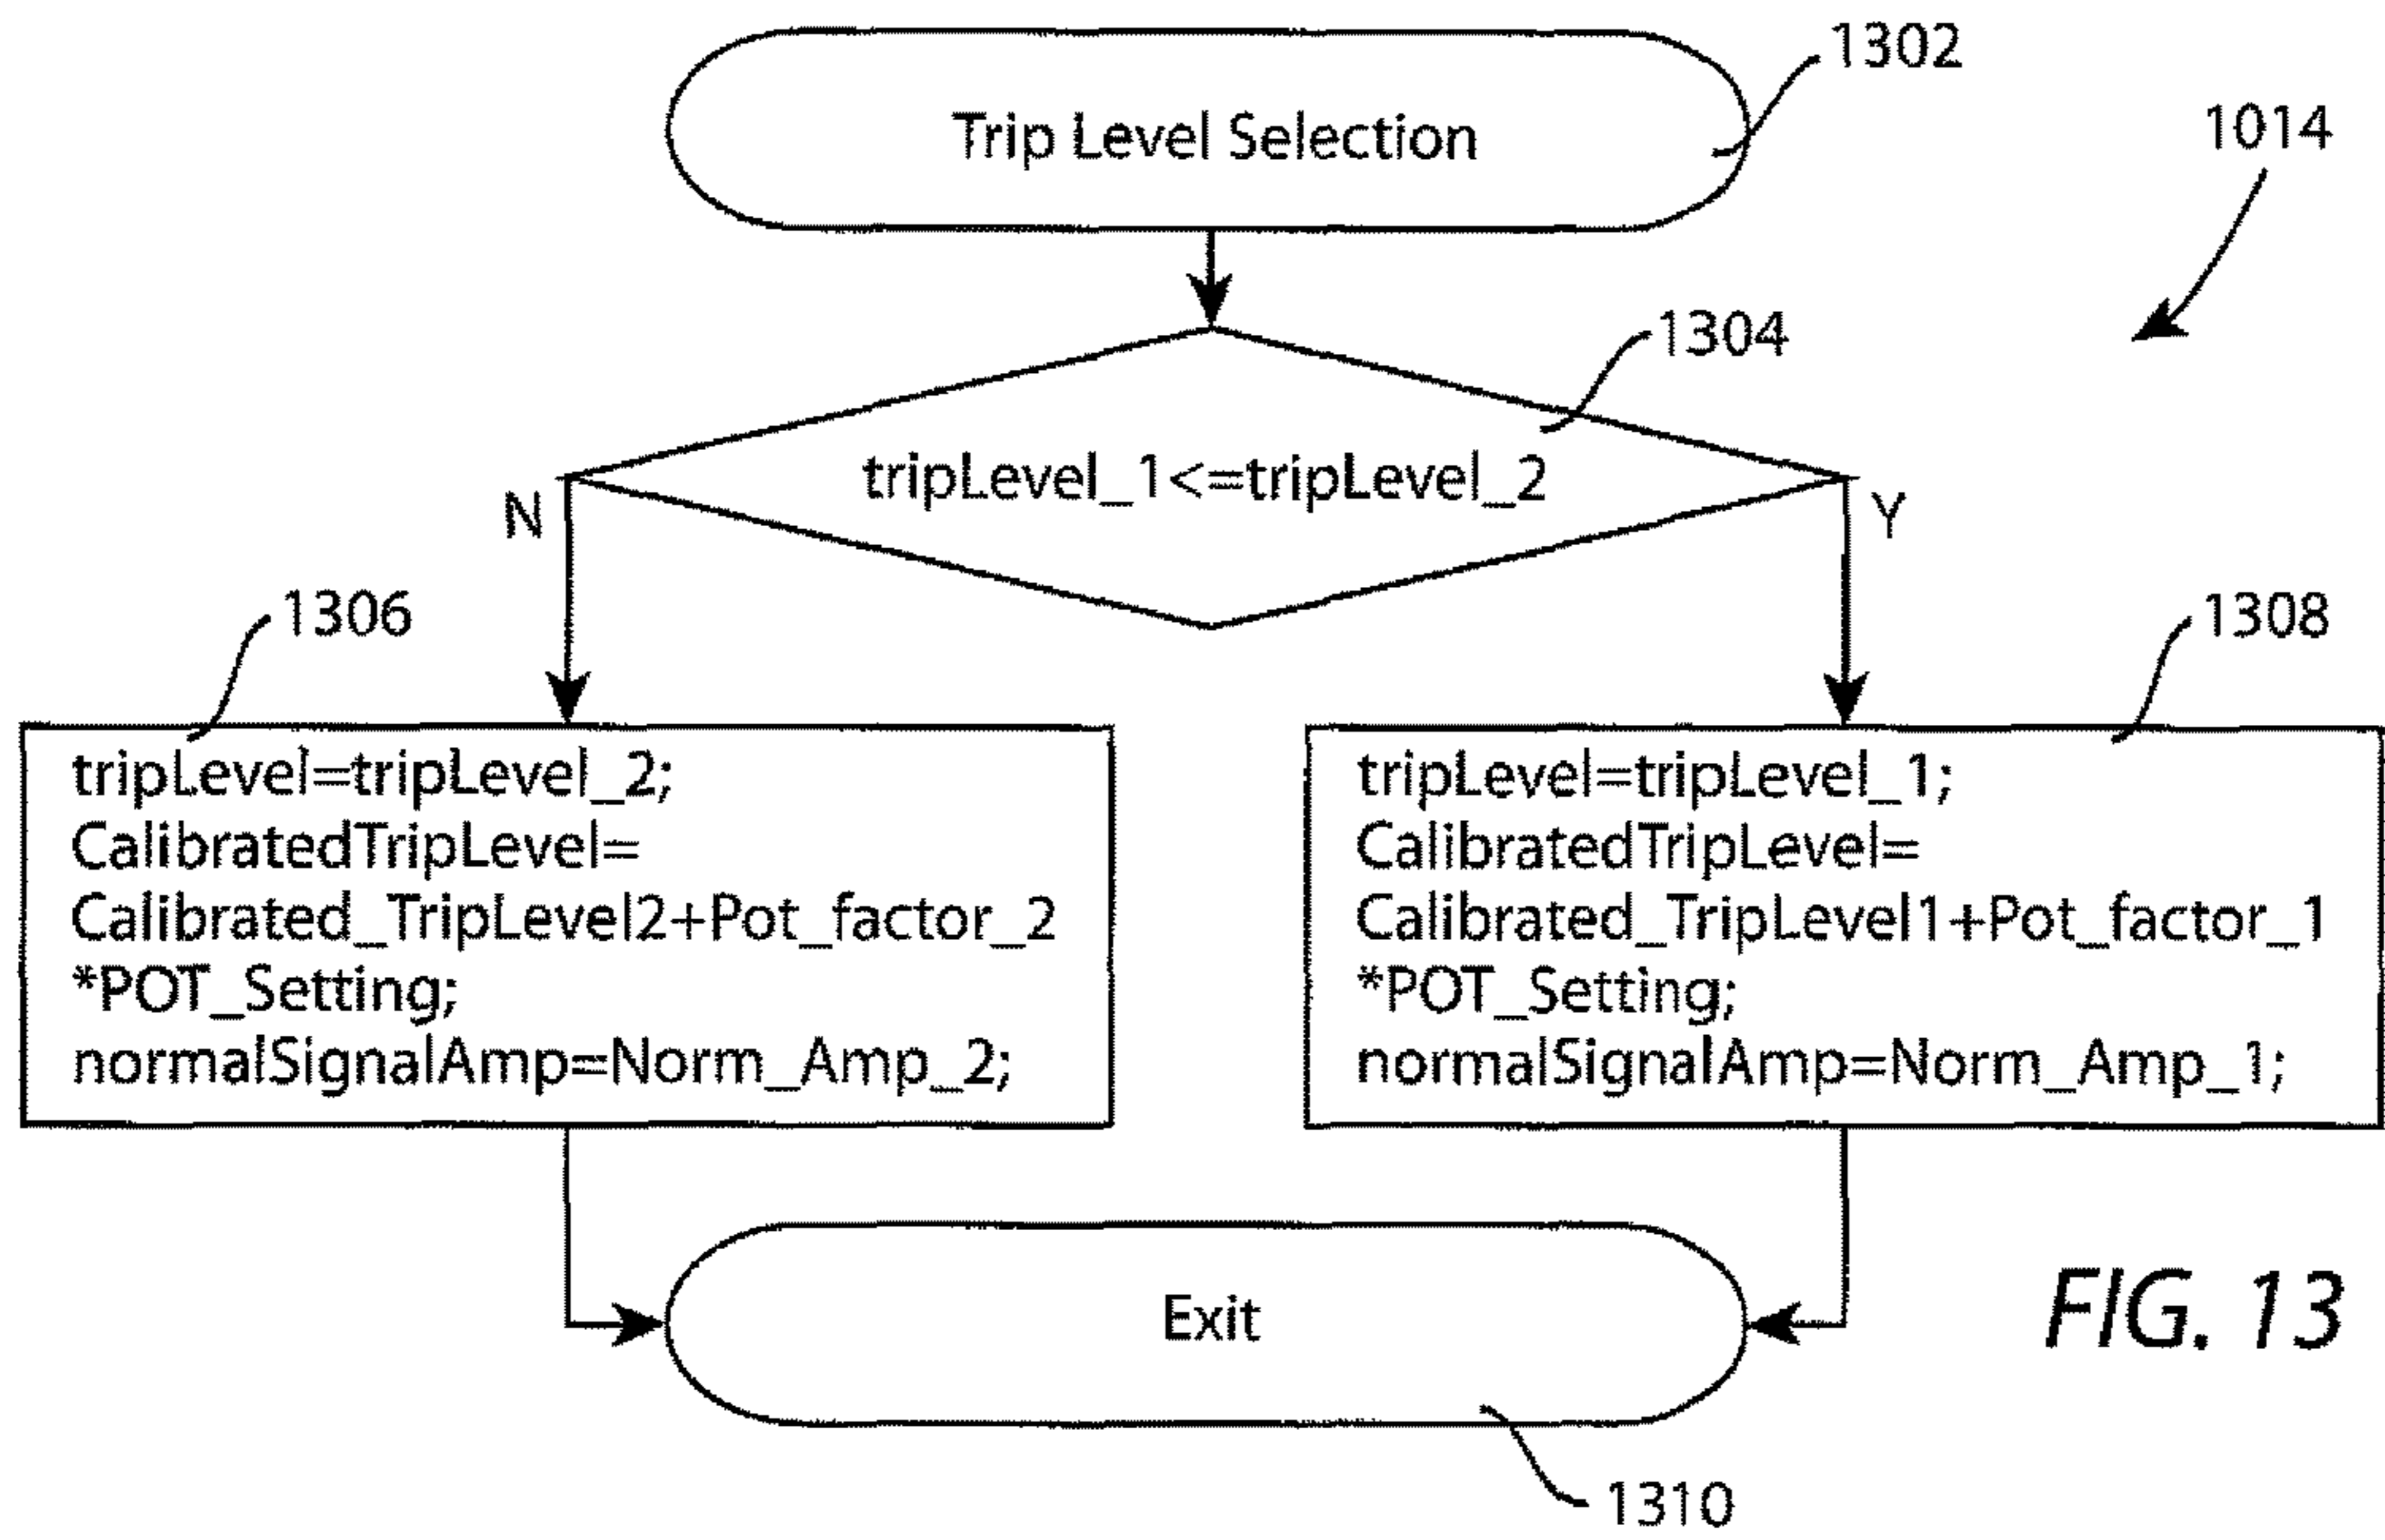 1302
Trip Level Selection
1014
1304
tripLevel_1<=tripLevel_2
N
Y
1306
1308
tripLevel=tripLevel_2;
CalibratedTripLevel=
Calibrated_TripLevel2+Pot_factor_2
*POT_Setting;
normalSignalAmp=Norm_Amp_2;
tripLevel=tripLevel_1;
CalibratedTripLevel=
Calibrated_TripLevel1+Pot_factor_1
*POT_Setting;
normalSignalAmp=Norm_Amp_1;
Exit
FIG. 13
1310